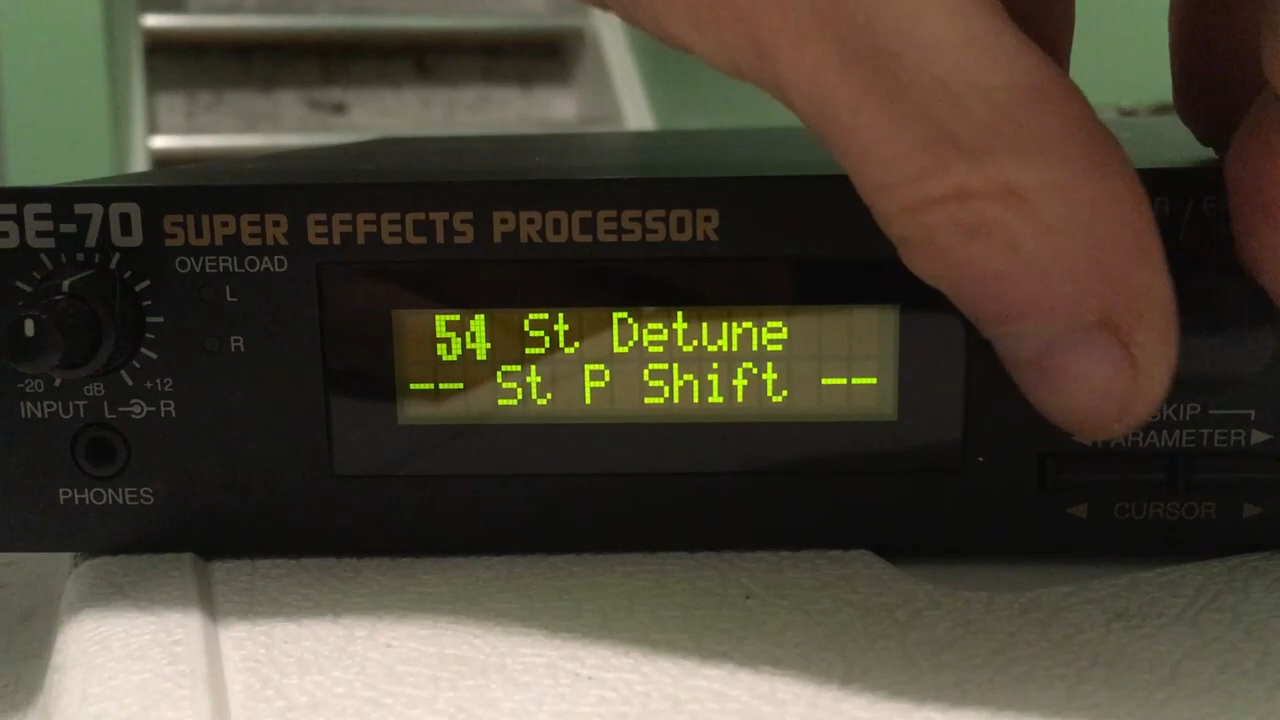 SE-70 SUPER EFFECTS PROCESSOR
OVERLOAD
L
R
-20 dB +12
INPUT L R
PHONES
54 St Detune
-- St P Shift --
SKIP
PARAMETER
CURSOR